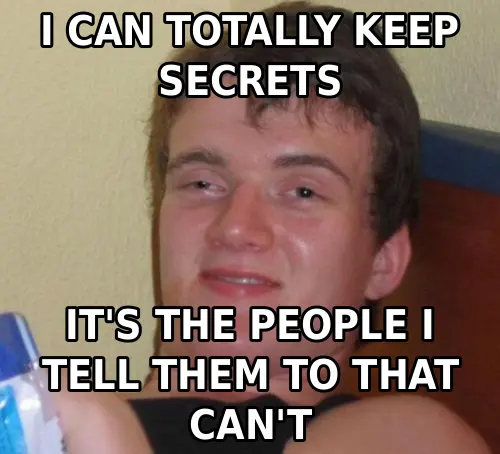 I CAN TOTALLY KEEP
SECRETS
IT'S THE PEOPLE I
TELL THEM TO THAT
CAN'T